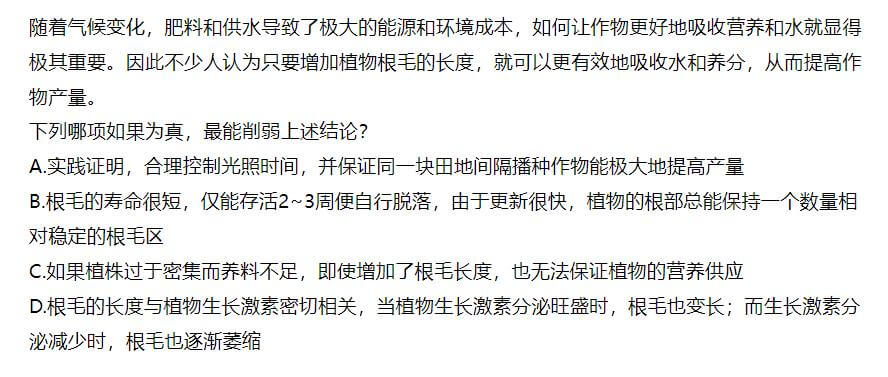 随着气候变化，肥料和供水导致了极大的能源和环境成本，如何让作物更好地吸收营养和水就显得
极其重要。因此不少人认为只要增加植物根毛的长度，就可以更有效地吸收水和养分，从而提高作
物产量。
下列哪项如果为真，最能削弱上述结论？
A.实践证明，合理控制光照时间，并保证同一块田地间隔播种作物能极大地提高产量
B.根毛的寿命很短，仅能存活2~3周便自行脱落，由于更新很快，植物的根部总能保持一个数量相
对稳定的根毛区
C.如果植株过于密集而养料不足，即使增加了根毛长度，也无法保证植物的营养供应
D.根毛的长度与植物生长激素密切相关，当植物生长激素分泌旺盛时，根毛也变长；而生长激素分
泌减少时，根毛也逐渐萎缩